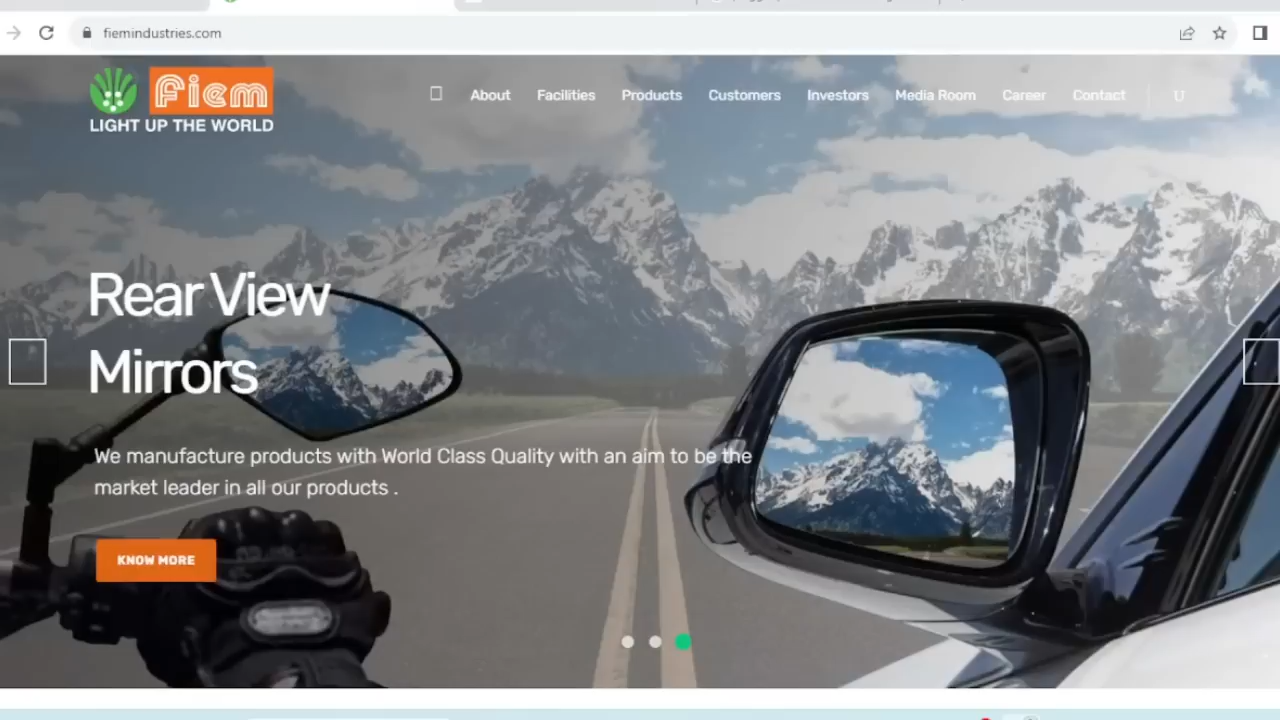 fiemindustries.com
Fiem
LIGHT UP THE WORLD
About Facilities Products Customers Investors Media Room Career Contact
Rear View
Mirrors
We manufacture products with World Class Quality with an aim to be the
market leader in all our products .
KNOW MORE